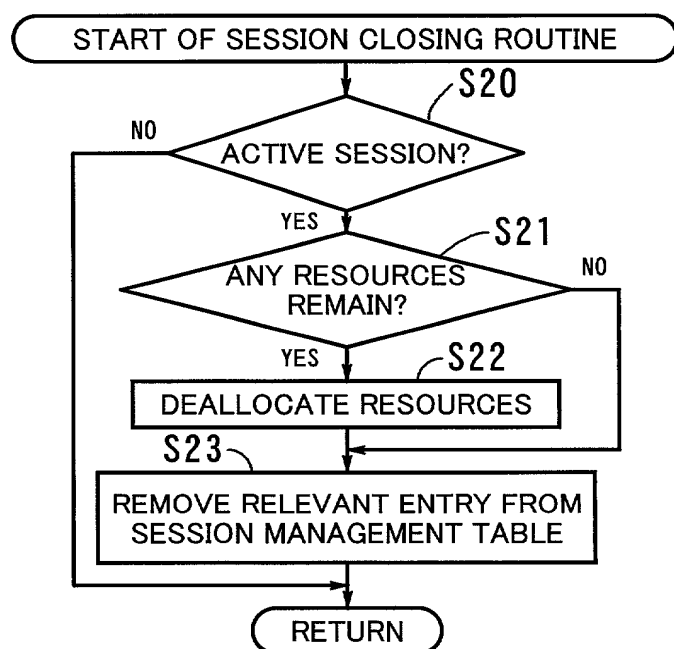 START OF SESSION CLOSING ROUTINE
S20
NO
ACTIVE SESSION?
YES
S21
ANY RESOURCES
REMAIN?
NO
YES
S22
DEALLOCATE RESOURCES
S23
REMOVE RELEVANT ENTRY FROM
SESSION MANAGEMENT TABLE
RETURN